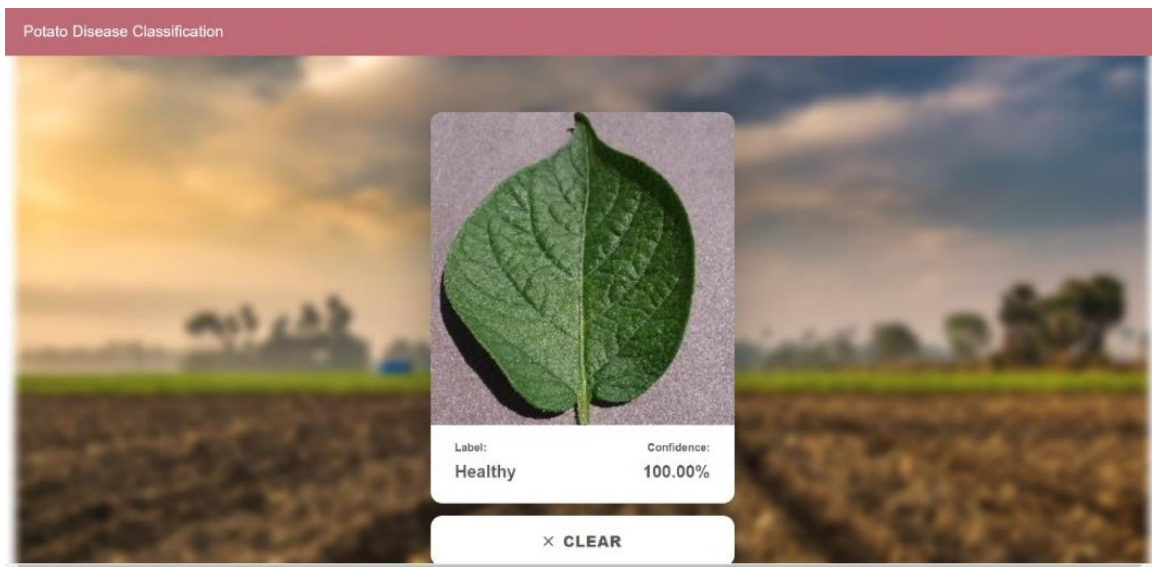 Potato Disease Classification
Label: Confidence:
Healthy 100.00%
× CLEAR